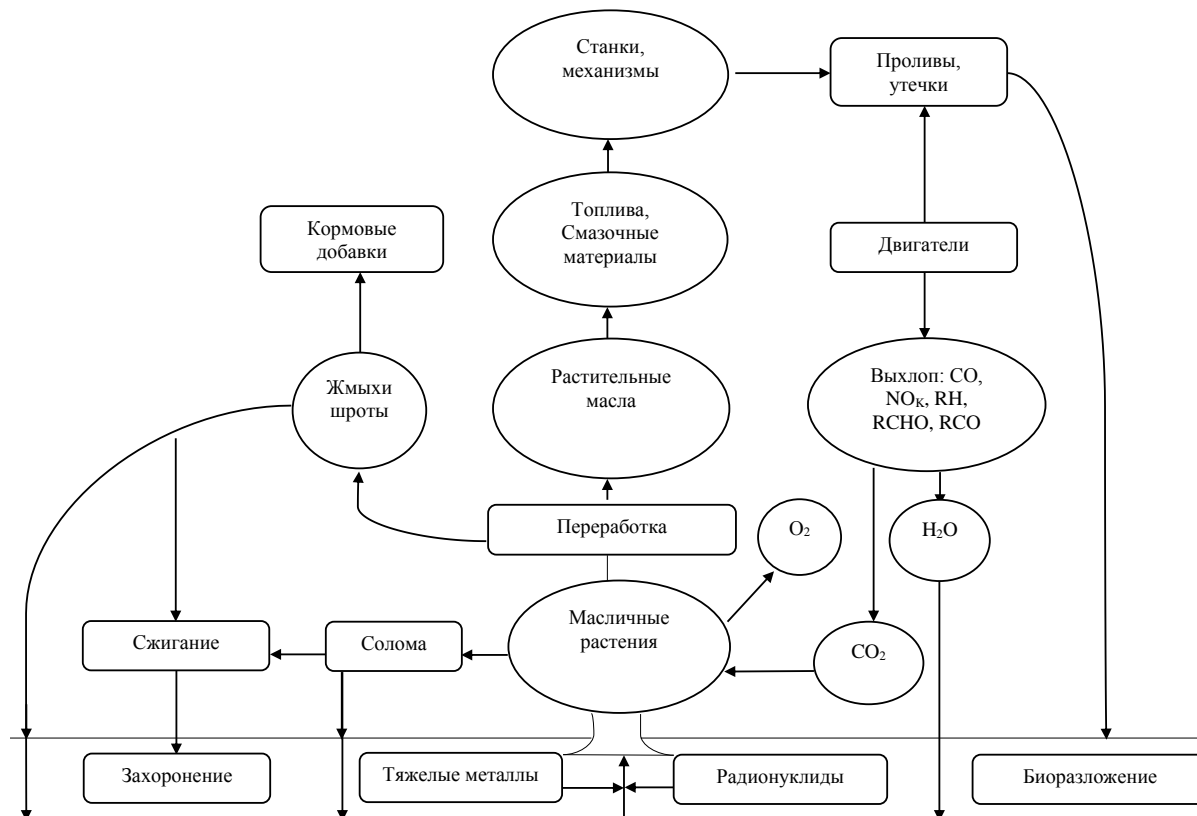 Станки,
механизмы
Проливы,
утечки
Топлива,
Смазочные
материалы
Кормовые
добавки
Двигатели
Жмыхи
шроты
Растительные
масла
Выхлоп: CO,
NOK, RH,
RCHO, RCO
Переработка
O2
H2O
Масличные
растения
Сжигание
Солома
CO2
Захоронение
Тяжелые металлы
Радионуклиды
Биоразложение